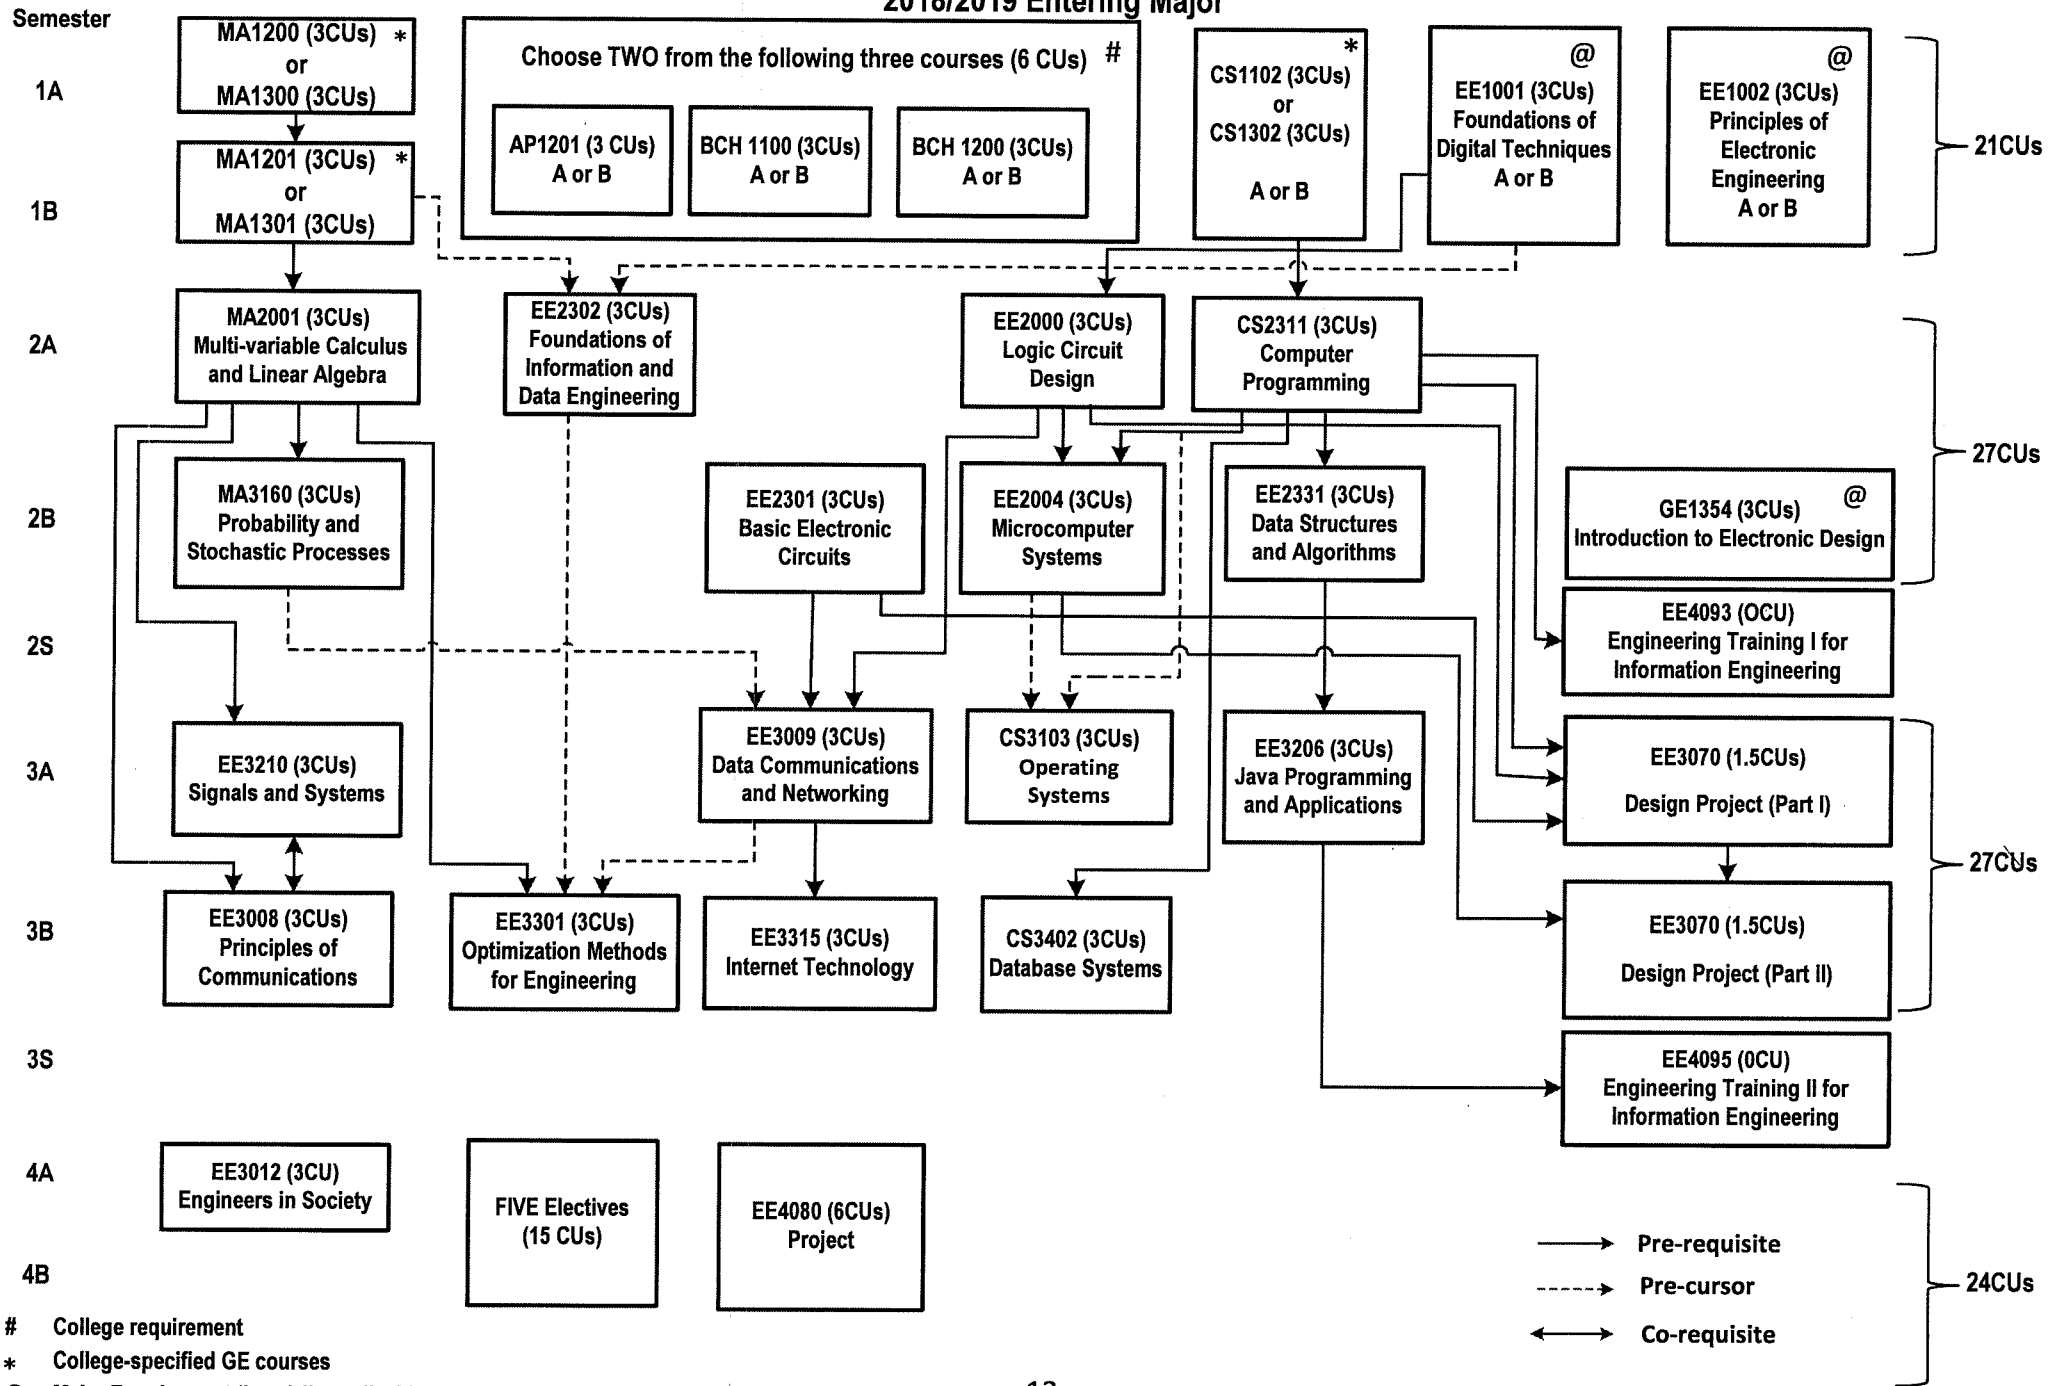 2018/2019 Entering Major
Semester
MA1200 (3CUs) *
or
MA1300 (3CUs)
Choose TWO from the following three courses (6 CUs) #
AP1201 (3 CUs)
A or B
BCH 1100 (3CUs)
A or B
BCH 1200 (3CUs)
A or B
*
CS1102 (3CUs)
or
CS1302 (3CUs)
A or B
@
EE1001 (3CUs)
Foundations of
Digital Techniques
A or B
@
EE1002 (3CUs)
Principles of
Electronic
Engineering
A or B
21CUs
1A
MA1201 (3CUs) *
or
MA1301 (3CUs)
1B
2A
MA2001 (3CUs)
Multi-variable Calculus
and Linear Algebra
EE2302 (3CUs)
Foundations of
Information and
Data Engineering
EE2000 (3CUs)
Logic Circuit
Design
CS2311 (3CUs)
Computer
Programming
27CUs
2B
MA3160 (3CUs)
Probability and
Stochastic Processes
EE2301 (3CUs)
Basic Electronic
Circuits
EE2004 (3CUs)
Microcomputer
Systems
EE2331 (3CUs)
Data Structures
and Algorithms
@
GE1354 (3CUs)
Introduction to Electronic Design
2S
EE4093 (OCU)
Engineering Training I for
Information Engineering
3A
EE3210 (3CUs)
Signals and Systems
EE3009 (3CUs)
Data Communications
and Networking
CS3103 (3CUs)
Operating
Systems
EE3206 (3CUs)
Java Programming
and Applications
EE3070 (1.5CUs)
Design Project (Part I)
27CUs
3B
EE3008 (3CUs)
Principles of
Communications
EE3301 (3CUs)
Optimization Methods
for Engineering
EE3315 (3CUs)
Internet Technology
CS3402 (3CUs)
Database Systems
EE3070 (1.5CUs)
Design Project (Part II)
3S
EE4095 (0CU)
Engineering Training II for
Information Engineering
4A
EE3012 (3CU)
Engineers in Society
FIVE Electives
(15 CUs)
EE4080 (6CUs)
Project
4B
Pre-requisite
Pre-cursor
Co-requisite
24CUs
# College requirement
* College-specified GE courses